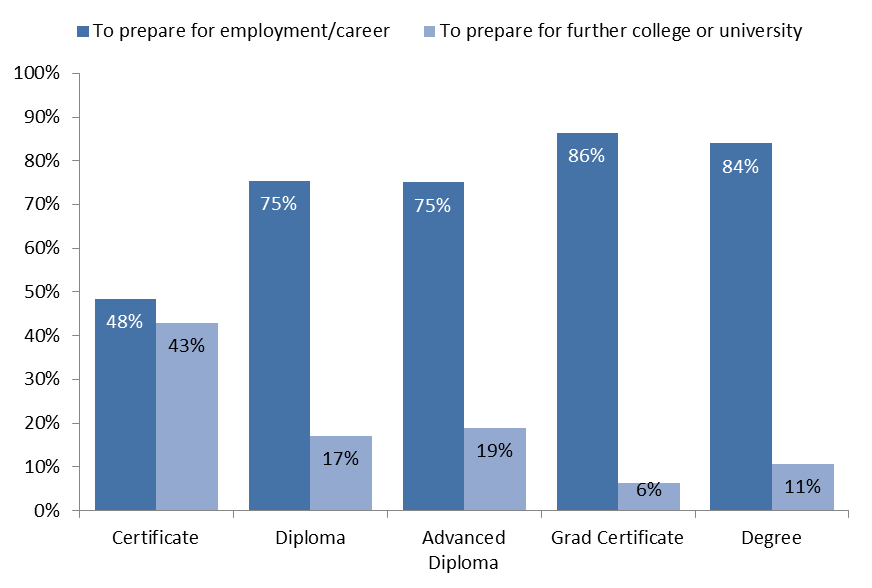 To prepare for employment/career
To prepare for further college or university
100%
90%
80%
70%
60%
50%
40%
30%
20%
10%
0%
48%
43%
75%
17%
75%
19%
86%
6%
84%
11%
Certificate
Diploma
Advanced
Diploma
Grad Certificate
Degree